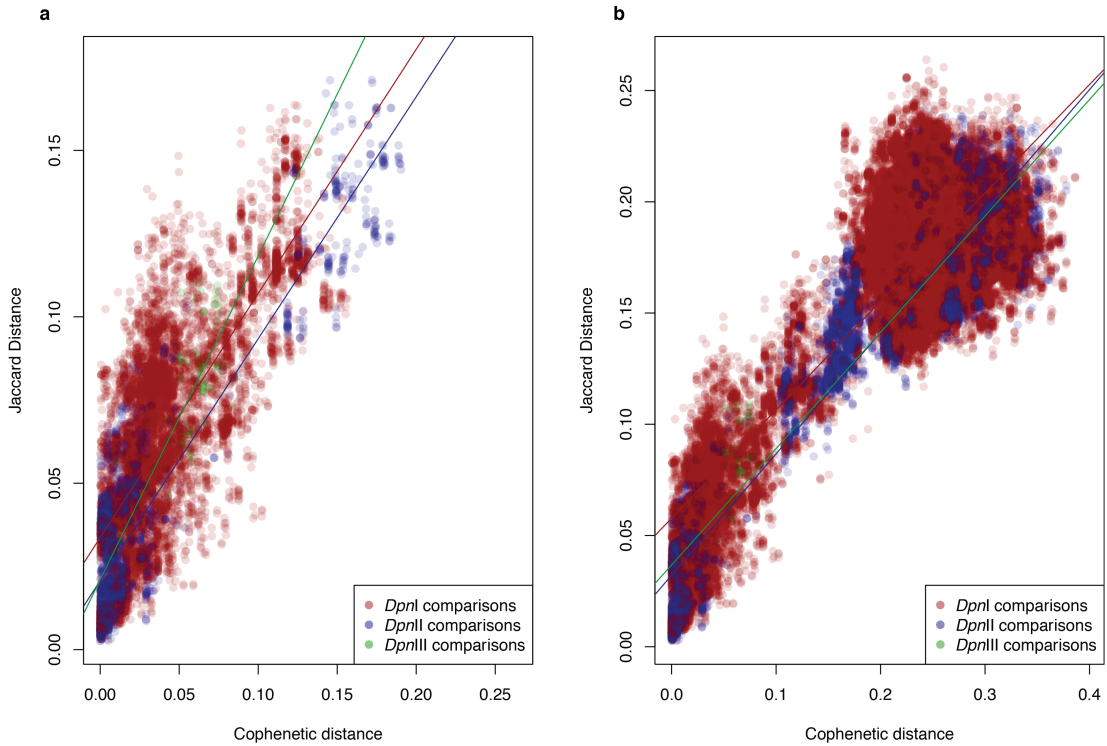 a
Jaccard Distance
0.15
0.10
0.05
0.00
0.00 0.05 0.10 0.15 0.20 0.25
Cophenetic distance
DpnI comparisons
DpnII comparisons
DpnIII comparisons
b
Jaccard Distance
0.25
0.20
0.15
0.10
0.05
0.00
0.0 0.1 0.2 0.3 0.4
Cophenetic distance
DpnI comparisons
DpnII comparisons
DpnIII comparisons